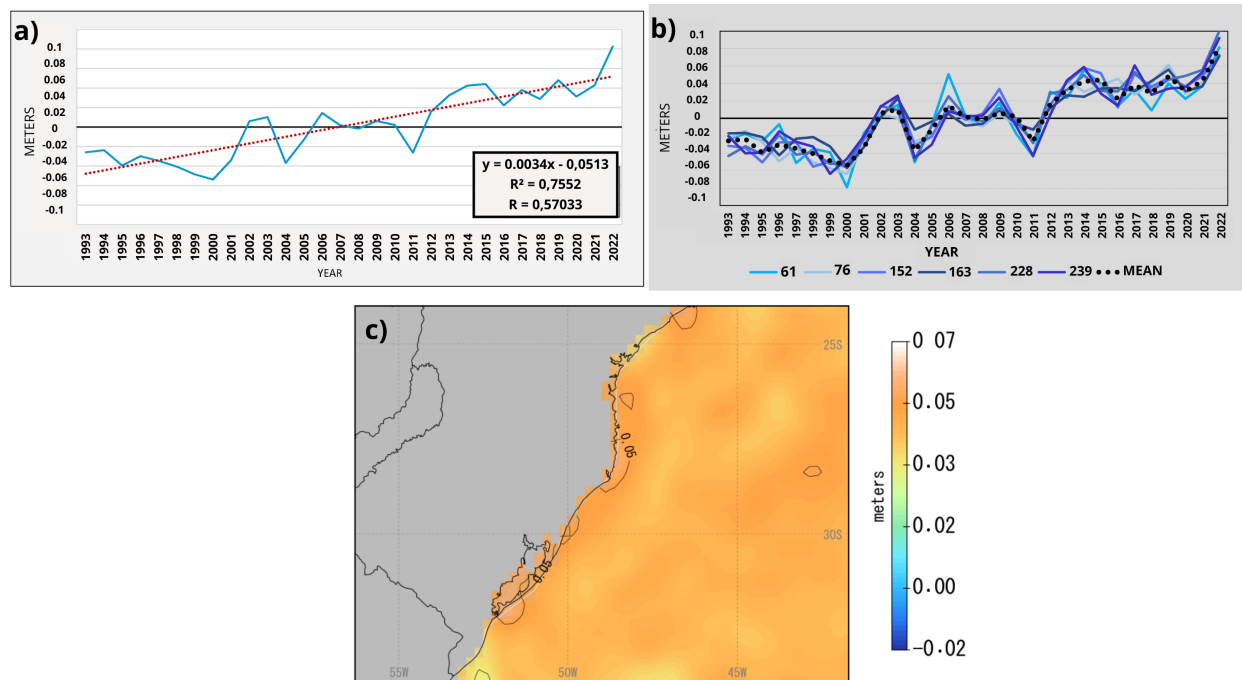 a)
0.1
0.08
0.06
0.04
0.02
0
-0.02
-0.04
-0.06
-0.08
-0.1
METERS
y = 0.0034x - 0,0513
R² = 0,7552
R = 0,57033
1993 1994 1995 1996 1997 1998 1999 2000 2001 2002 2003 2004 2005 2006 2007 2008 2009 2010 2011 2012 2013 2014 2015 2016 2017 2018 2019 2020 2021 2022
YEAR
b)
0.1
0.08
0.06
0.04
0.02
0
-0.02
-0.04
-0.06
-0.08
-0.1
METERS
1993 1994 1995 1996 1997 1998 1999 2000 2001 2002 2003 2004 2005 2006 2007 2008 2009 2010 2011 2012 2013 2014 2015 2016 2017 2018 2019 2020 2021 2022
YEAR
61 76 152 163 228 239 MEAN
c)
25S
30S
55W 50W 45W
0.05
0.05
meters
0 07
0.05
0.03
0.02
0.00
-0.02